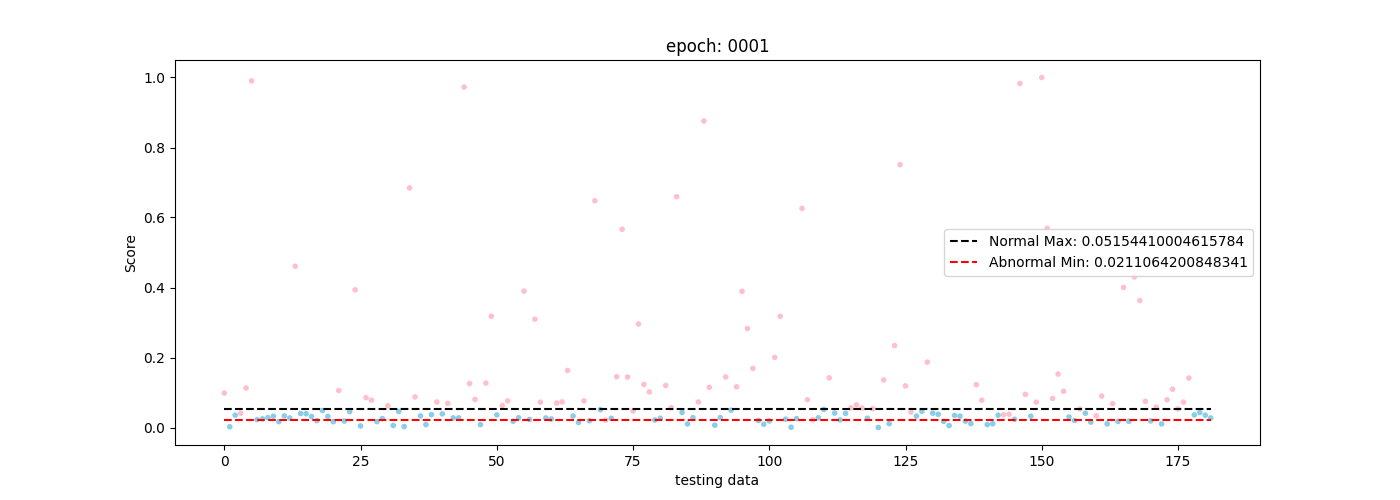 epoch: 0001
1.0
0.8
0.6
0.4
0.2
0.0
Score
Normal Max: 0.05154410004615784
Abnormal Min: 0.0211064200848341
0 25 50 75 100 125 150 175
testing data